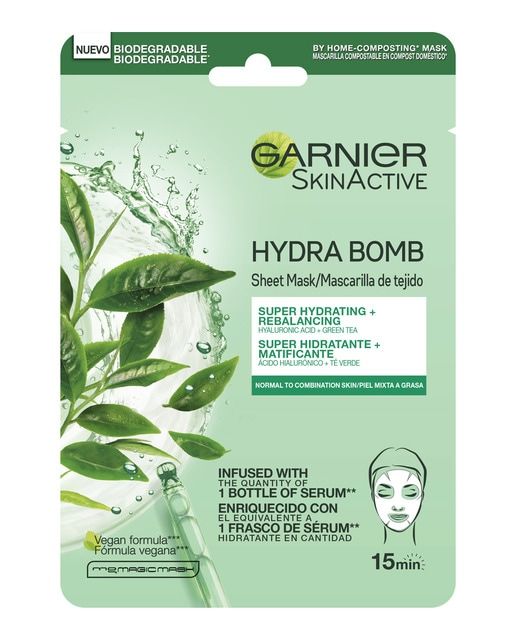 NUEVO
BIODEGRADABLE
BIODEGRADABLE*
BY HOME-COMPOSTING* MASK
MASCARILLA COMPOSTABLE EN COMPOST DOMÉSTICO*
GARNIER
SKINACTIVE
HYDRA BOMB
Sheet Mask/Mascarilla de tejido
SUPER HYDRATING +
REBALANCING
HYALURONIC ACID + GREEN TEA
SUPER HIDRATANTE +
MATIFICANTE
ÁCIDO HIALURÓNICO + TÉ VERDE
NORMAL TO COMBINATION SKIN/PIEL MIXTA A GRASA
INFUSED WITH
THE QUANTITY OF
1 BOTTLE OF SERUM**
ENRIQUECIDO CON
EL EQUIVALENTE A
1 FRASCO DE SÉRUM**
HIDRATANTE EN CANTIDAD
Vegan formula***
Fórmula vegana***
15min